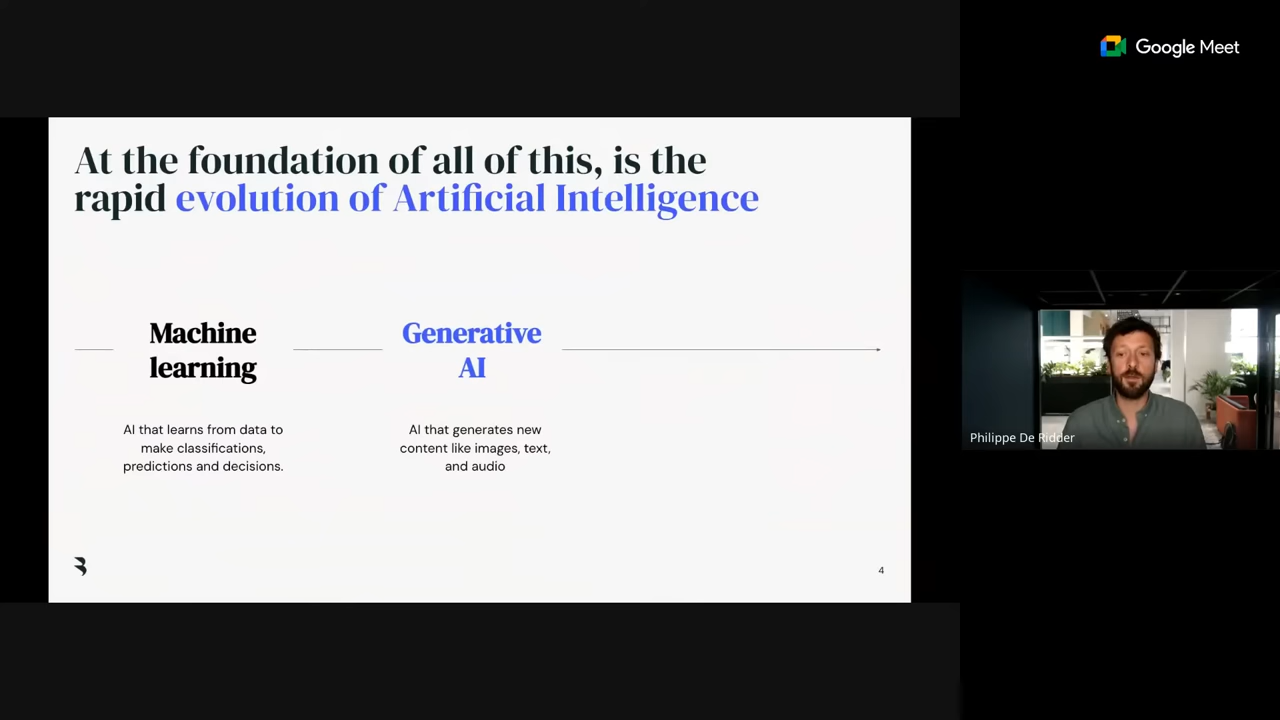 Google Meet
At the foundation of all of this, is the
rapid evolution of Artificial Intelligence
Machine
learning
Generative
AI
AI that learns from data to
make classifications,
predictions and decisions.
AI that generates new
content like images, text,
and audio
4
Philippe De Ridder